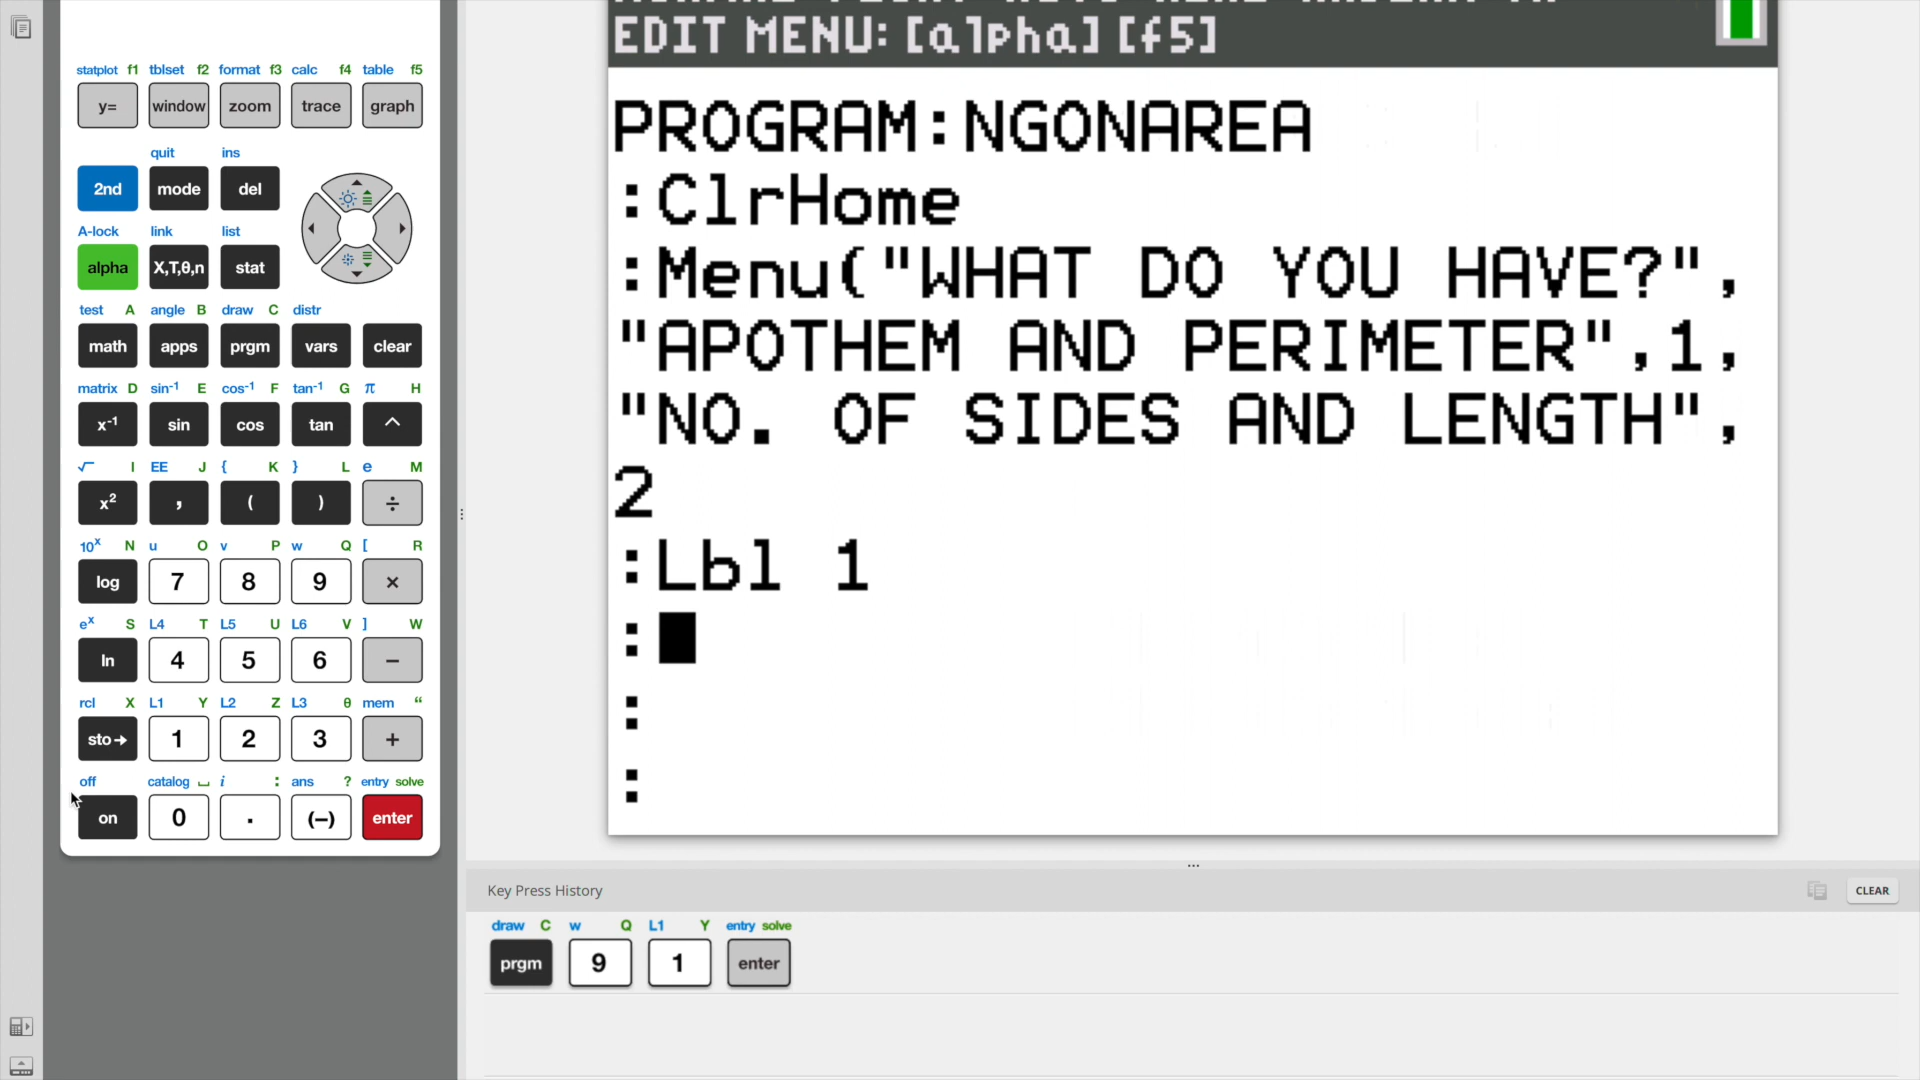 EDIT MENU: [alpha] [f5]
PROGRAM:NGONAREA
:ClrHome
:Menu("WHAT DO YOU HAVE?",
"APOTHEM AND PERIMETER",1,
"NO. OF SIDES AND LENGTH",
2
:Lbl 1
:
:
:
statplot f1 tblset f2 format f3 calc f4 table f5
y= window zoom trace graph
quit ins
2nd mode del
A-lock link list
alpha X,T,θ,n stat
test A angle B draw C distr
math apps prgm vars clear
matrix D sin-1 E cos-1 F tan-1 G π H
x-1 sin cos tan ^
√ I EE J { K } L e M
x2 , ( ) ÷
10x N u O v P w Q [ R
log 7 8 9 ×
ex S L4 T L5 U L6 V ] W
ln 4 5 6 −
rcl X L1 Y L2 Z L3 θ mem “
sto→ 1 2 3 +
off catalog ⎵ i : ans ? entry solve
on 0 . (−) enter
Key Press History
CLEAR
draw C w Q L1 Y entry solve
prgm 9 1 enter